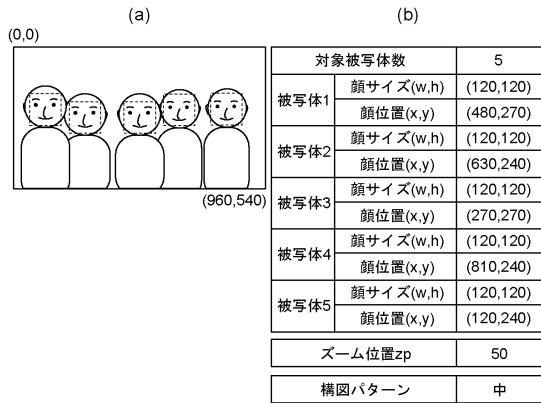 (a)
(0,0)
(960,540)
(b)
対象被写体数 5
被写体1 顔サイズ(w,h) (120,120)
顔位置(x,y) (480,270)
被写体2 顔サイズ(w,h) (120,120)
顔位置(x,y) (630,240)
被写体3 顔サイズ(w,h) (120,120)
顔位置(x,y) (270,270)
被写体4 顔サイズ(w,h) (120,120)
顔位置(x,y) (810,240)
被写体5 顔サイズ(w,h) (120,120)
顔位置(x,y) (120,240)
ズーム位置zp 50
構図パターン 中